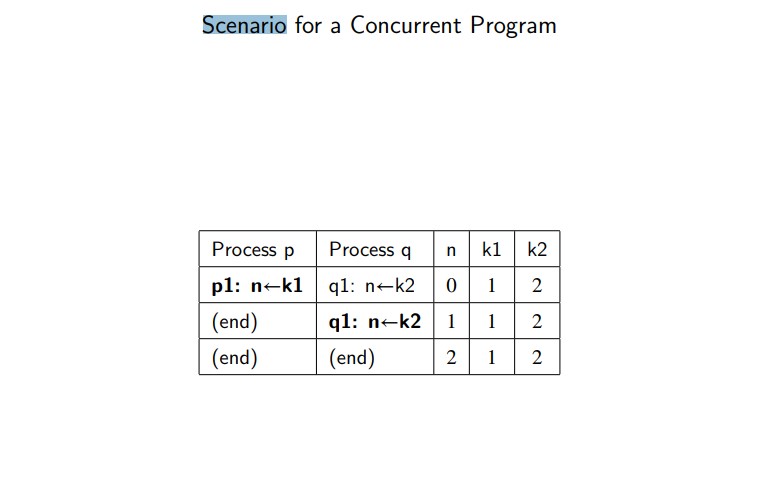 Scenario for a Concurrent Program
Process p Process q n k1 k2
p1: n←k1 q1: n←k2 0 1 2
(end) q1: n←k2 1 1 2
(end) (end) 2 1 2